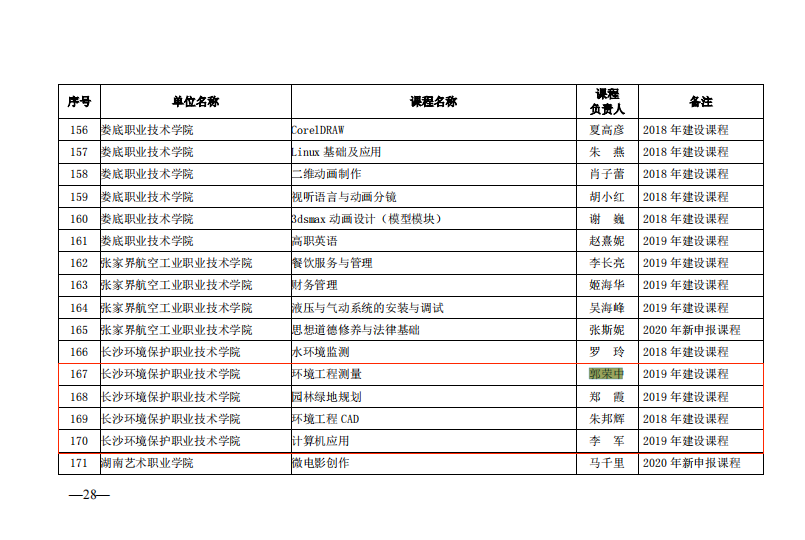 序号 单位名称 课程名称 课程负责人 备注
156 娄底职业技术学院 CorelDRAW 夏高彦 2018 年建设课程
157 娄底职业技术学院 Linux 基础及应用 朱 燕 2018 年建设课程
158 娄底职业技术学院 二维动画制作 肖子蕾 2018 年建设课程
159 娄底职业技术学院 视听语言与动画分镜 胡小红 2018 年建设课程
160 娄底职业技术学院 3dsmax 动画设计（模型模块） 谢 巍 2018 年建设课程
161 娄底职业技术学院 高职英语 赵熹妮 2019 年建设课程
162 张家界航空工业职业技术学院 餐饮服务与管理 李长亮 2019 年建设课程
163 张家界航空工业职业技术学院 财务管理 姬海华 2019 年建设课程
164 张家界航空工业职业技术学院 液压与气动系统的安装与调试 吴海峰 2019 年建设课程
165 张家界航空工业职业技术学院 思想道德修养与法律基础 张斯妮 2020 年新申报课程
166 长沙环境保护职业技术学院 水环境监测 罗 玲 2018 年建设课程
167 长沙环境保护职业技术学院 环境工程测量 郭荣中 2019 年建设课程
168 长沙环境保护职业技术学院 园林绿地规划 郑 霞 2019 年建设课程
169 长沙环境保护职业技术学院 环境工程 CAD 朱邦辉 2018 年建设课程
170 长沙环境保护职业技术学院 计算机应用 李 军 2019 年建设课程
171 湖南艺术职业学院 微电影创作 马千里 2020 年新申报课程
—28—